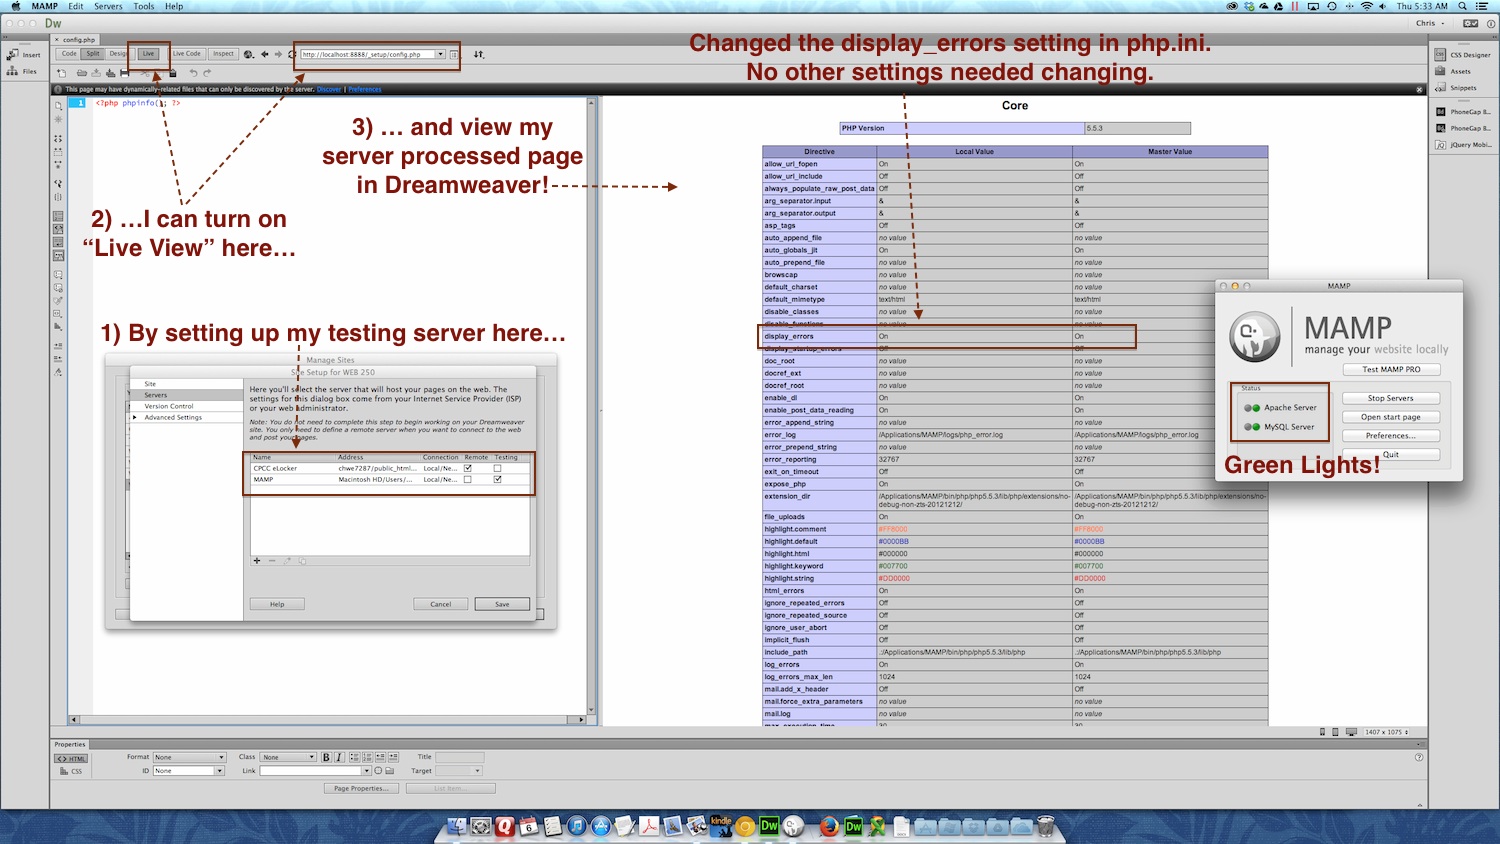 MAMP Edit Servers Tools Help
Thu 5:33 AM
Dw
Chris
config.php
Code Split Design Live Live Code Inspect
http://localhost:8888/_setup/config.php
Insert
Files
This page may have dynamically-related files that can only be discovered by the server. Discover | Preferences
1 <?php phpinfo(); ?>
Changed the display_errors setting in php.ini.
No other settings needed changing.
3) … and view my
server processed page
in Dreamweaver!
2) …I can turn on
“Live View” here…
1) By setting up my testing server here…
Manage Sites
Site Setup for WEB 250
Site
Servers
Version Control
Advanced Settings
Here you'll select the server that will host your pages on the web. The
settings for this dialog box come from your Internet Service Provider (ISP)
or your web administrator.
Note: You do not need to complete this step to begin working on your Dreamweaver
site. You only need to define a remote server when you want to connect to the web
and post your pages.
Name Address Connection Remote Testing
CPCC eLocker chwe7287/public_html... Local/Ne...
MAMP Macintosh HD/Users/... Local/Ne...
Help Cancel Save
Core
PHP Version 5.5.3
Directive Local Value Master Value
allow_url_fopen On On
allow_url_include Off Off
always_populate_raw_post_data Off Off
arg_separator.input & &
arg_separator.output & &
asp_tags Off Off
auto_append_file no value no value
auto_globals_jit On On
auto_prepend_file no value no value
browscap no value no value
default_charset no value no value
default_mimetype text/html text/html
disable_classes no value no value
disable_functions no value no value
display_errors On On
display_startup_errors Off Off
doc_root no value no value
docref_ext no value no value
docref_root no value no value
enable_dl On On
enable_post_data_reading On On
error_append_string no value no value
error_log /Applications/MAMP/logs/php_error.log /Applications/MAMP/logs/php_error.log
error_prepend_string no value no value
error_reporting 32767 32767
exit_on_timeout Off Off
expose_php On On
extension_dir /Applications/MAMP/bin/php/php5.5.3/lib/php/extensions/no- /Applications/MAMP/bin/php/php5.5.3/lib/php/extensions/no-
debug-non-zts-20121212/ debug-non-zts-20121212/
file_uploads On On
highlight.comment #FF8000 #FF8000
highlight.default #0000BB #0000BB
highlight.html #000000 #000000
highlight.keyword #007700 #007700
highlight.string #DD0000 #DD0000
html_errors On On
ignore_repeated_errors Off Off
ignore_repeated_source Off Off
ignore_user_abort Off Off
implicit_flush Off Off
include_path .:/Applications/MAMP/bin/php/php5.5.3/lib/php .:/Applications/MAMP/bin/php/php5.5.3/lib/php
log_errors On On
log_errors_max_len 1024 1024
mail.add_x_header Off Off
mail.force_extra_parameters no value no value
mail.log no value no value
max_execution_time 30 30
CSS Designer
Assets
Snippets
PhoneGap B...
PhoneGap B...
jQuery Mobi...
MAMP
MAMP
manage your website locally
Test MAMP PRO
Status
Apache Server
MySQL Server
Stop Servers
Open start page
Preferences...
Quit
Green Lights!
1407 x 1075
Properties
<> HTML
CSS
Format None Class None B I Title
ID None Link Target
Page Properties... List Item...
6
kindle
Dw
Dw